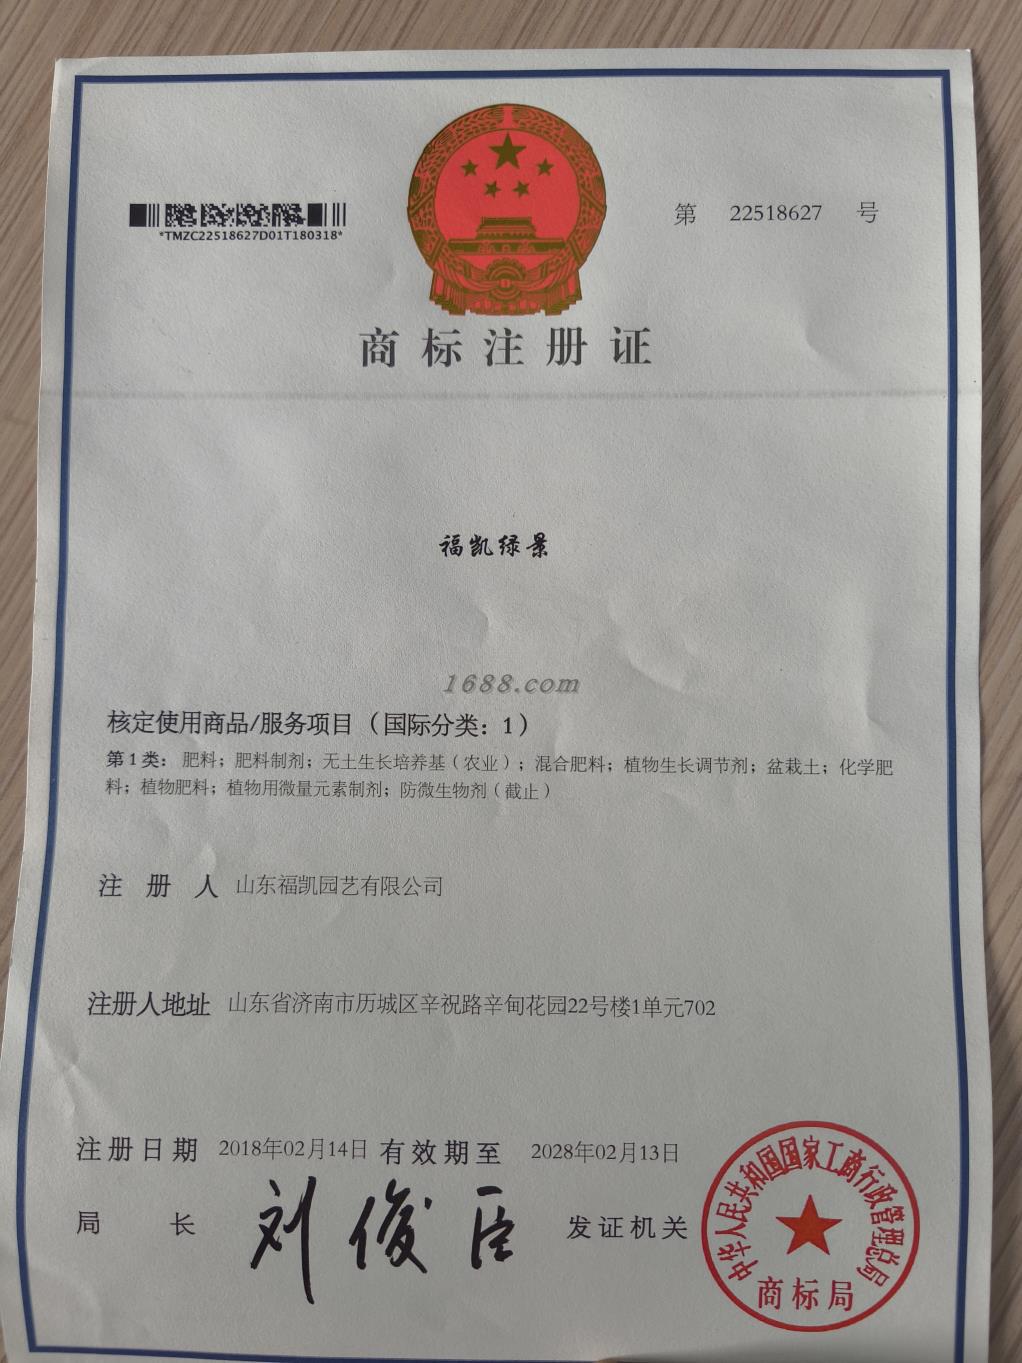 第 22518627 号
*TMZC22518627D01T180318*
商标注册证
福凯绿景
1688.com
核定使用商品/服务项目（国际分类：1）
第1类：肥料；肥料制剂；无土生长培养基（农业）；混合肥料；植物生长调节剂；盆栽土；化学肥
料；植物肥料；植物用微量元素制剂；防微生物剂（截止）
注册人 山东福凯园艺有限公司
注册人地址 山东省济南市历城区辛祝路辛甸花园22号楼1单元702
注册日期 2018年02月14日 有效期至 2028年02月13日
局长 刘俊臣 发证机关
中华人民共和国国家工商行政管理总局
商标局